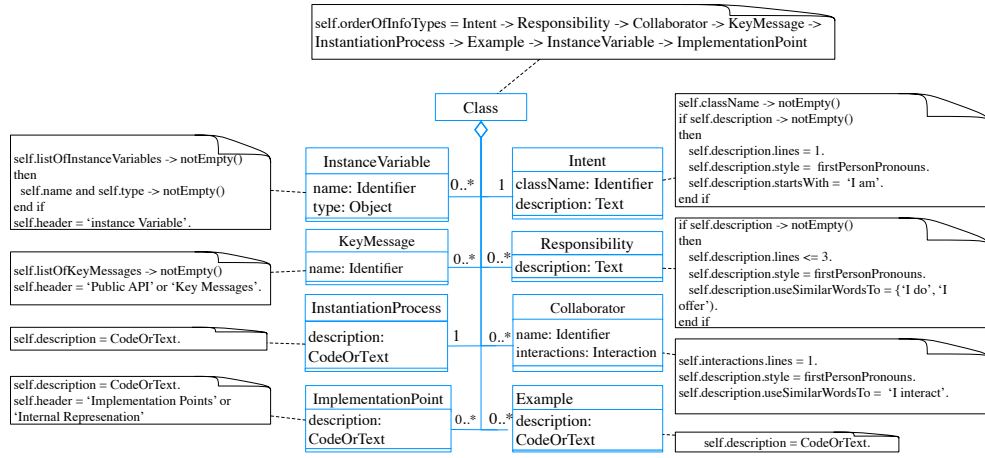 self.orderOfInfoTypes = Intent -> Responsibility -> Collaborator -> KeyMessage ->
InstantiationProcess -> Example -> InstanceVariable -> ImplementationPoint
Class
self.listOfInstanceVariables -> notEmpty()
then
self.name and self.type -> notEmpty()
end if
self.header = ‘instance Variable’.
InstanceVariable
name: Identifier
type: Object
0..*
1
Intent
className: Identifier
description: Text
self.className -> notEmpty()
if self.description -> notEmpty()
then
self.description.lines = 1.
self.description.style = firstPersonPronouns.
self.description.startsWith = ‘I am’.
self.listOfKeyMessages -> notEmpty()
self.header = ‘Public API’ or ‘Key Messages’.
KeyMessage
name: Identifier
0..*
0..*
Responsibility
description: Text
if self.description -> notEmpty()
then
self.description.lines <= 3.
self.description.style = firstPersonPronouns.
self.description.useSimilarWordsTo = {‘I do’, ‘I
offer’).
end if
self.description = CodeOrText.
InstantiationProcess
description:
CodeOrText
1
0..*
Collaborator
name: Identifier
interactions: Interaction
self.interactions.lines = 1.
self.description.style = firstPersonPronouns.
self.description.useSimilarWordsTo = ‘I interact’.
self.description = CodeOrText.
self.header = ‘Implementation Points’ or
‘Internal Represenation’
ImplementationPoint
description:
CodeOrText
0..*
0..*
Example
description:
CodeOrText
self.description = CodeOrText.